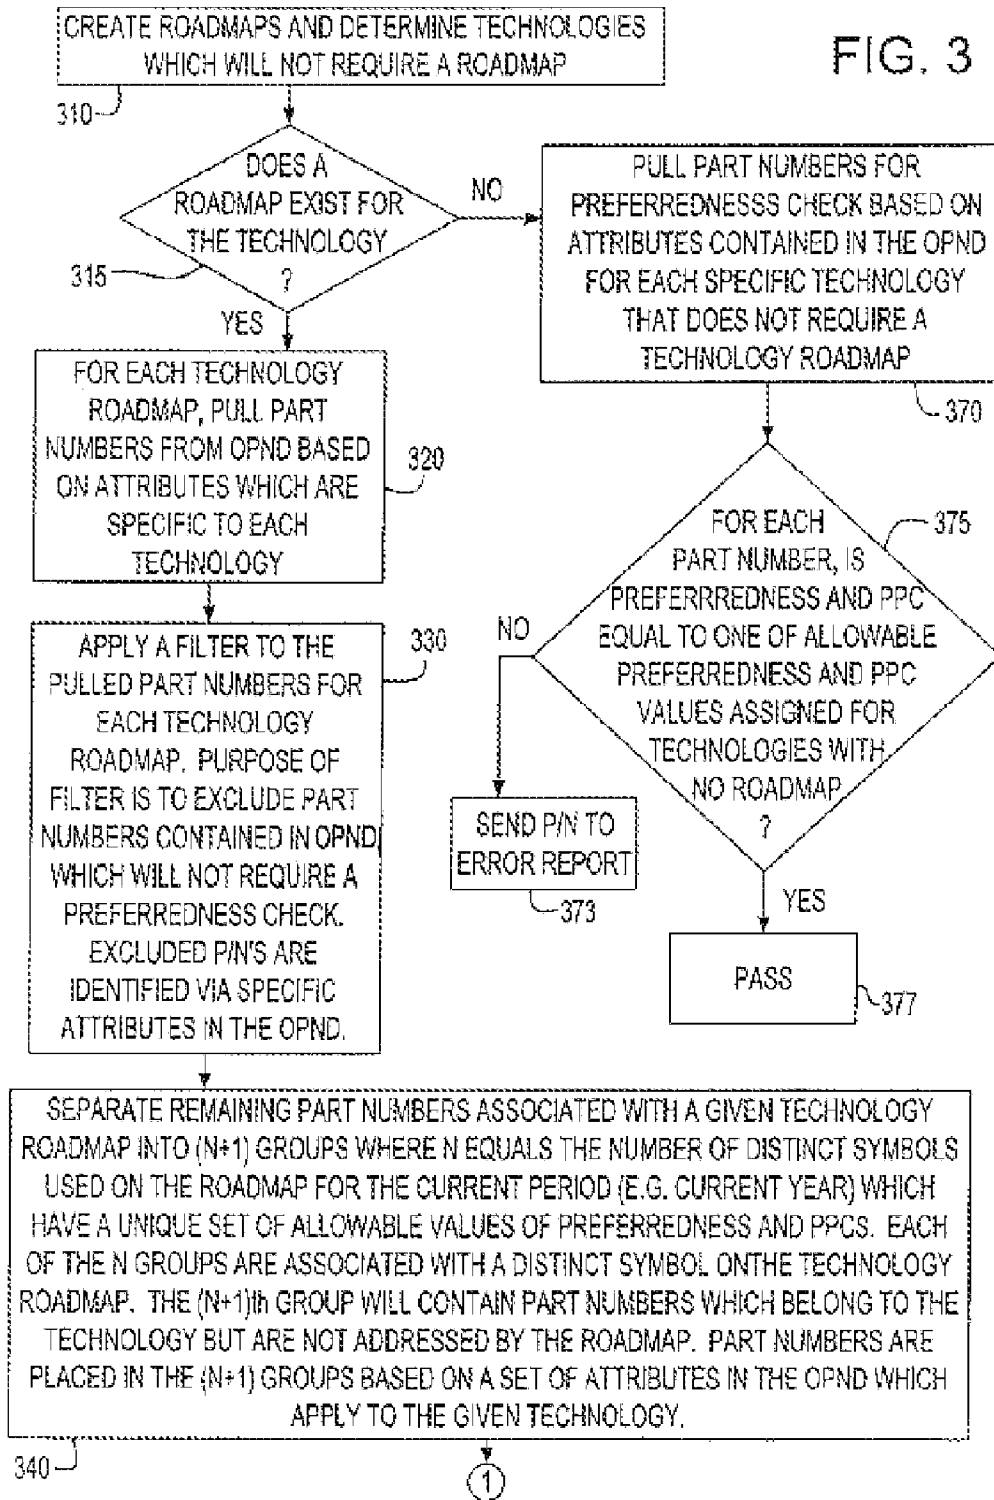 CREATE ROADMAPS AND DETERMINE TECHNOLOGIES
WHICH WILL NOT REQUIRE A ROADMAP
FIG. 3
310
DOES A
ROADMAP EXIST FOR
THE TECHNOLOGY
?
315
NO
YES
PULL PART NUMBERS FOR
PREFERREDNESSS CHECK BASED ON
ATTRIBUTES CONTAINED IN THE OPND
FOR EACH SPECIFIC TECHNOLOGY
THAT DOES NOT REQUIRE A
TECHNOLOGY ROADMAP
370
FOR EACH TECHNOLOGY
ROADMAP, PULL PART
NUMBERS FROM OPND BASED
ON ATTRIBUTES WHICH ARE
SPECIFIC TO EACH
TECHNOLOGY
320
FOR EACH
PART NUMBER, IS
PREFERRREDNESS AND PPC
EQUAL TO ONE OF ALLOWABLE
PREFERREDNESS AND PPC
VALUES ASSIGNED FOR
TECHNOLOGIES WITH
NO ROADMAP
?
375
NO
YES
SEND P/N TO
ERROR REPORT
373
PASS
377
APPLY A FILTER TO THE
PULLED PART NUMBERS FOR
EACH TECHNOLOGY
ROADMAP. PURPOSE OF
FILTER IS TO EXCLUDE PART
NUMBERS CONTAINED IN OPND,
WHICH WILL NOT REQUIRE A
PREFERREDNESS CHECK.
EXCLUDED P/N'S ARE
IDENTIFIED VIA SPECIFIC
ATTRIBUTES IN THE OPND.
330
SEPARATE REMAINING PART NUMBERS ASSOCIATED WITH A GIVEN TECHNOLOGY
ROADMAP INTO (N+1) GROUPS WHERE N EQUALS THE NUMBER OF DISTINCT SYMBOLS
USED ON THE ROADMAP FOR THE CURRENT PERIOD (E.G. CURRENT YEAR) WHICH
HAVE A UNIQUE SET OF ALLOWABLE VALUES OF PREFERREDNESS AND PPCS. EACH
OF THE N GROUPS ARE ASSOCIATED WITH A DISTINCT SYMBOL ONTHE TECHNOLOGY
ROADMAP. THE (N+1)th GROUP WILL CONTAIN PART NUMBERS WHICH BELONG TO THE
TECHNOLOGY BUT ARE NOT ADDRESSED BY THE ROADMAP. PART NUMBERS ARE
PLACED IN THE (N+1) GROUPS BASED ON A SET OF ATTRIBUTES IN THE OPND WHICH
APPLY TO THE GIVEN TECHNOLOGY.
340
1